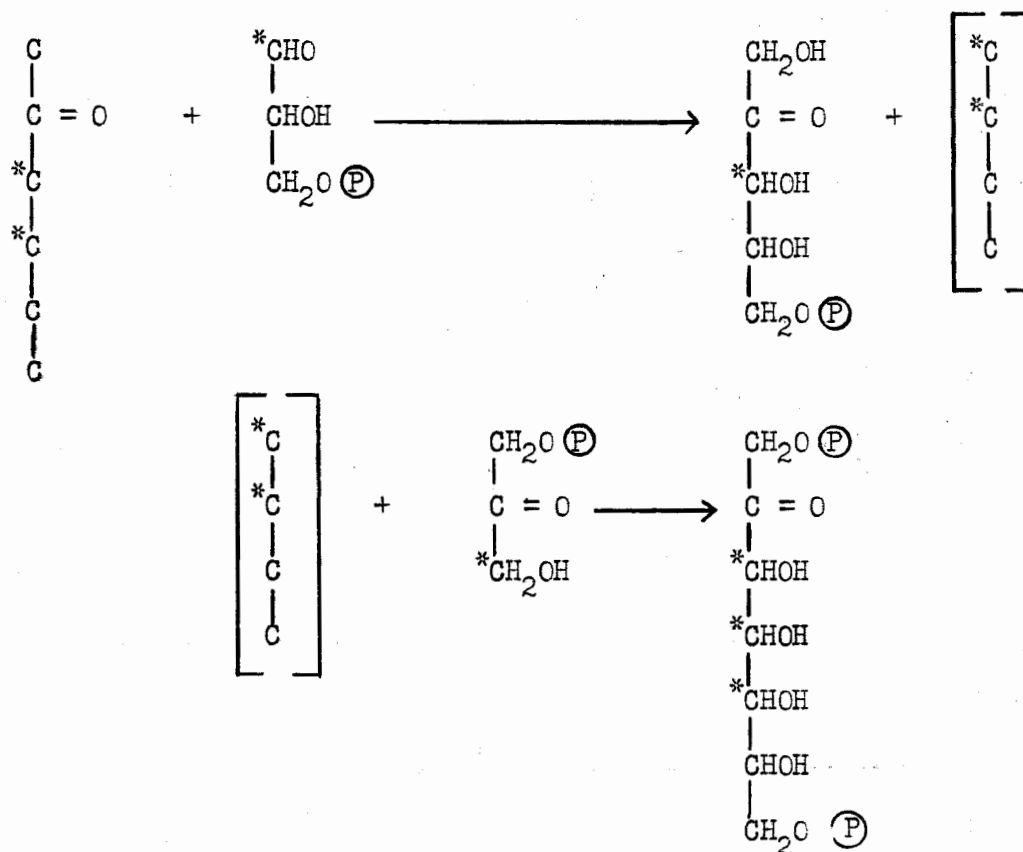 C
C = O
*C
*C
C
C
+
*CHO
CHOH
CH2O Ⓟ
CH2OH
C = O
*CHOH
CHOH
CH2O Ⓟ
+
*C
*C
C
C
*C
*C
C
C
+
CH2O Ⓟ
C = O
*CH2OH
CH2O Ⓟ
C = O
*CHOH
*CHOH
*CHOH
CHOH
CH2O Ⓟ